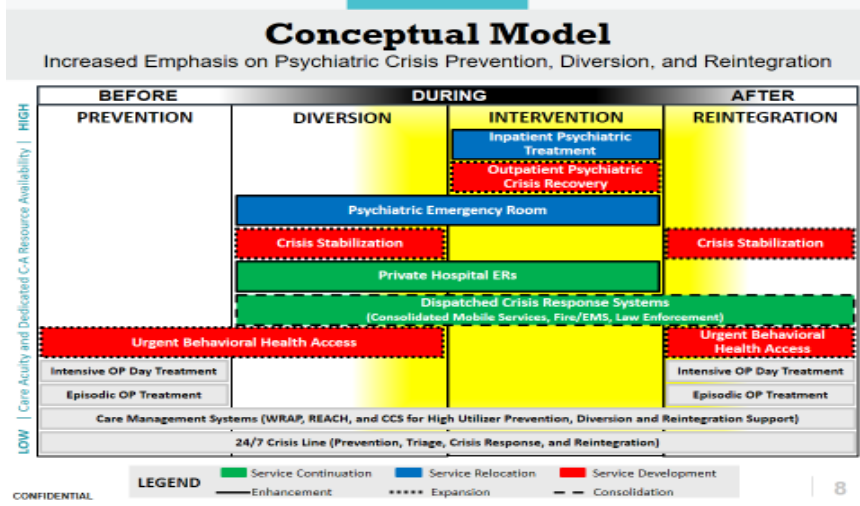 Conceptual Model
Increased Emphasis on Psychiatric Crisis Prevention, Diversion, and Reintegration
BEFORE
DURING
AFTER
PREVENTION
DIVERSION
INTERVENTION
REINTEGRATION
LOW | Care Acuity and Dedicated C-A Resource Availability | HIGH
Inpatient Psychiatric
Treatment
Outpatient Psychiatric
Crisis Recovery
Psychiatric Emergency Room
Crisis Stabilization
Crisis Stabilization
Private Hospital ERs
Dispatched Crisis Response Systems
(Consolidated Mobile Services, Fire/EMS, Law Enforcement)
Urgent Behavioral Health Access
Urgent Behavioral
Health Access
Intensive OP Day Treatment
Intensive OP Day Treatment
Episodic OP Treatment
Episodic OP Treatment
Care Management Systems (WRAP, REACH, and CCS for High Utilizer Prevention, Diversion and Reintegration Support)
24/7 Crisis Line (Prevention, Triage, Crisis Response, and Reintegration)
LEGEND
Service Continuation
Service Relocation
Service Development
Enhancement
Expansion
Consolidation
CONFIDENTIAL
8